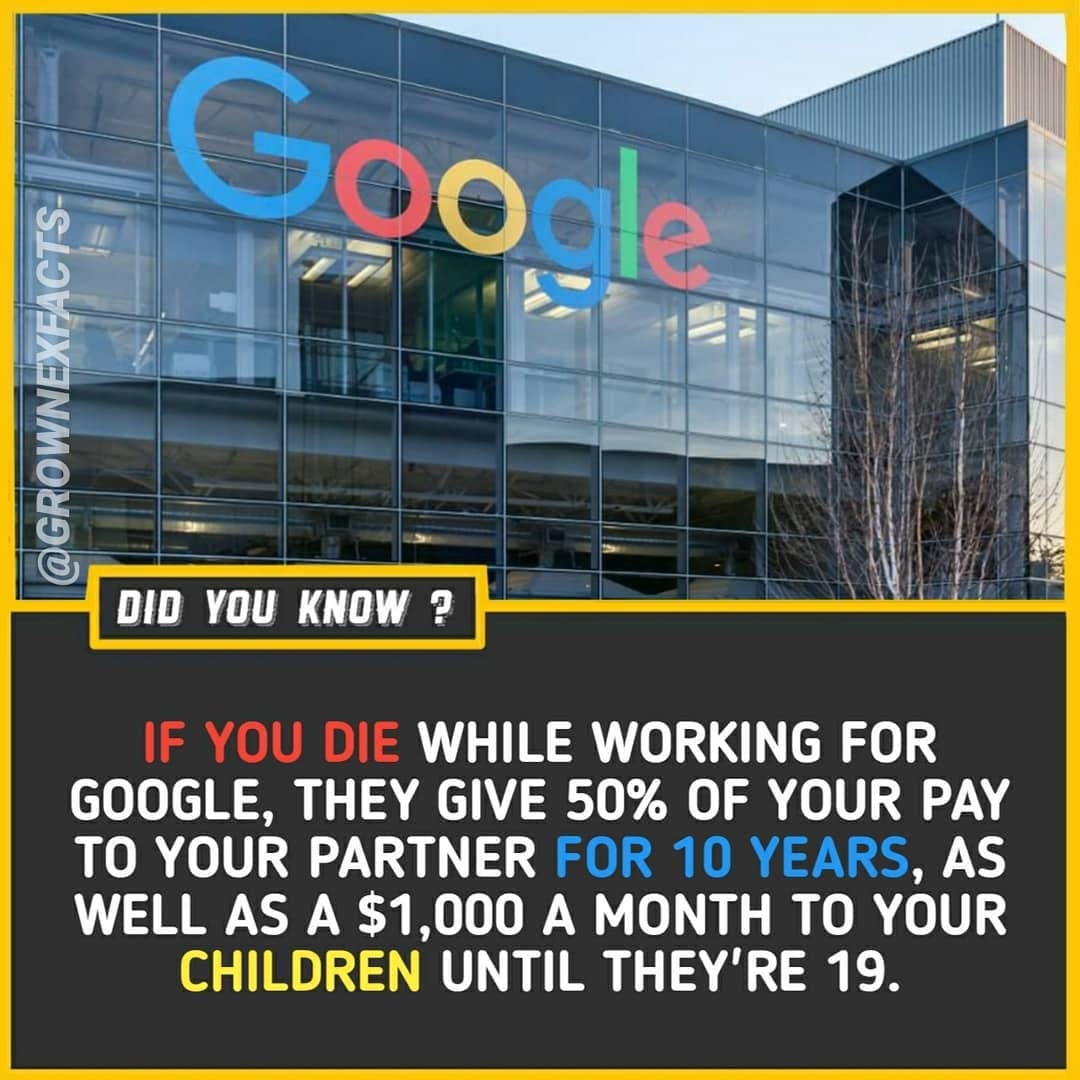 Google
@GROWNEXFACTS
DID YOU KNOW ?
IF YOU DIE WHILE WORKING FOR
GOOGLE, THEY GIVE 50% OF YOUR PAY
TO YOUR PARTNER FOR 10 YEARS, AS
WELL AS A $1,000 A MONTH TO YOUR
CHILDREN UNTIL THEY'RE 19.